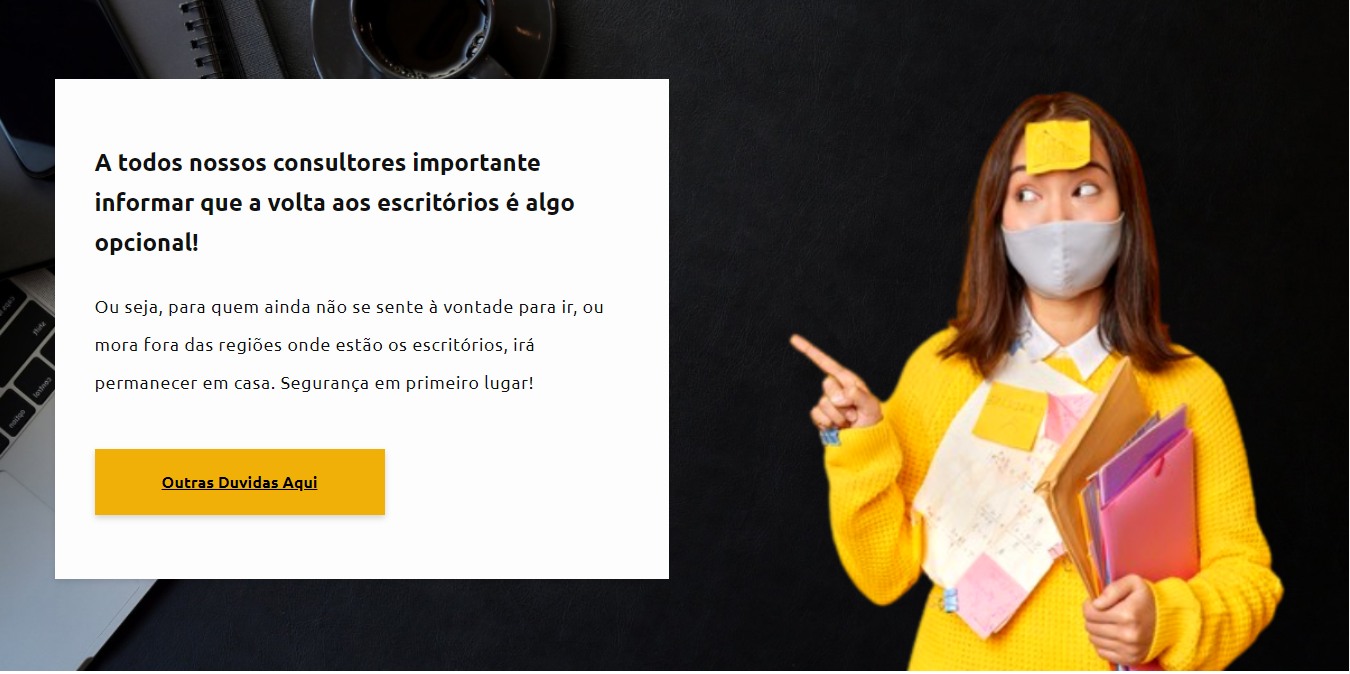 A todos nossos consultores importante
informar que a volta aos escritórios é algo
opcional!
Ou seja, para quem ainda não se sente à vontade para ir, ou
mora fora das regiões onde estão os escritórios, irá
permanecer em casa. Segurança em primeiro lugar!
Outras Duvidas Aqui